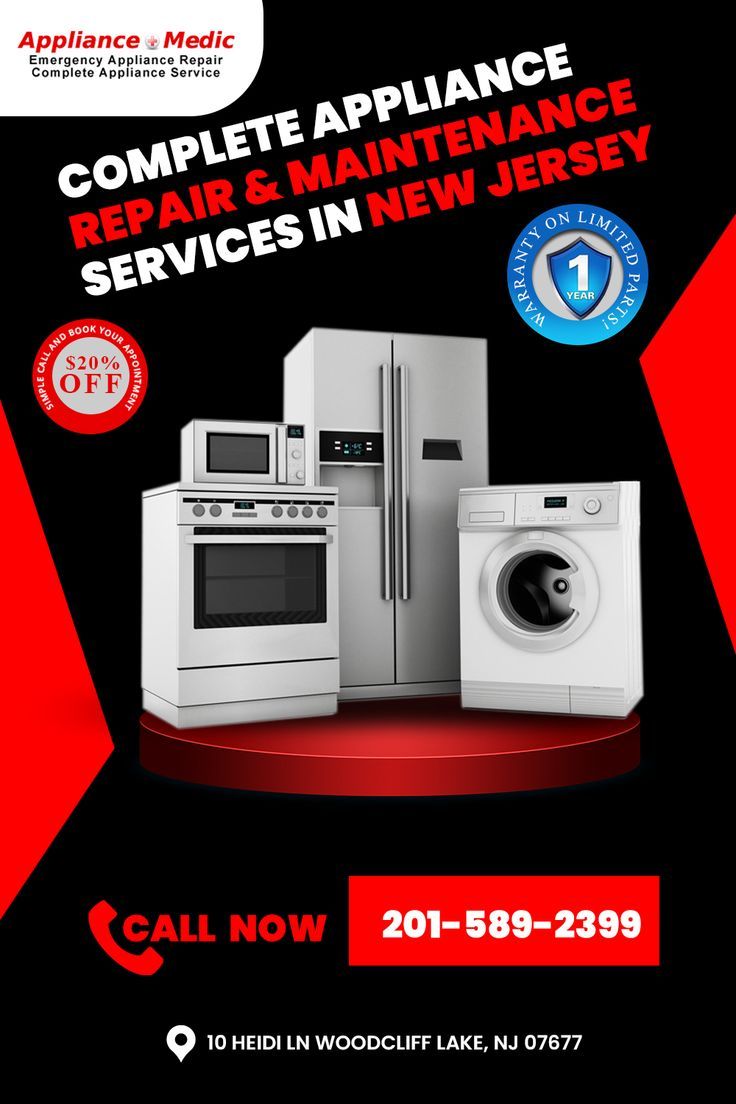 Appliance Medic
Emergency Appliance Repair
Complete Appliance Service
COMPLETE APPLIANCE
REPAIR & MAINTENANCE
SERVICES IN NEW JERSEY
WARRANTY ON LIMITED PARTS!
1
YEAR
SIMPLE CALL AND BOOK YOUR APPOINTMENT
$20%
OFF
CALL NOW
201-589-2399
10 HEIDI LN WOODCLIFF LAKE, NJ 07677